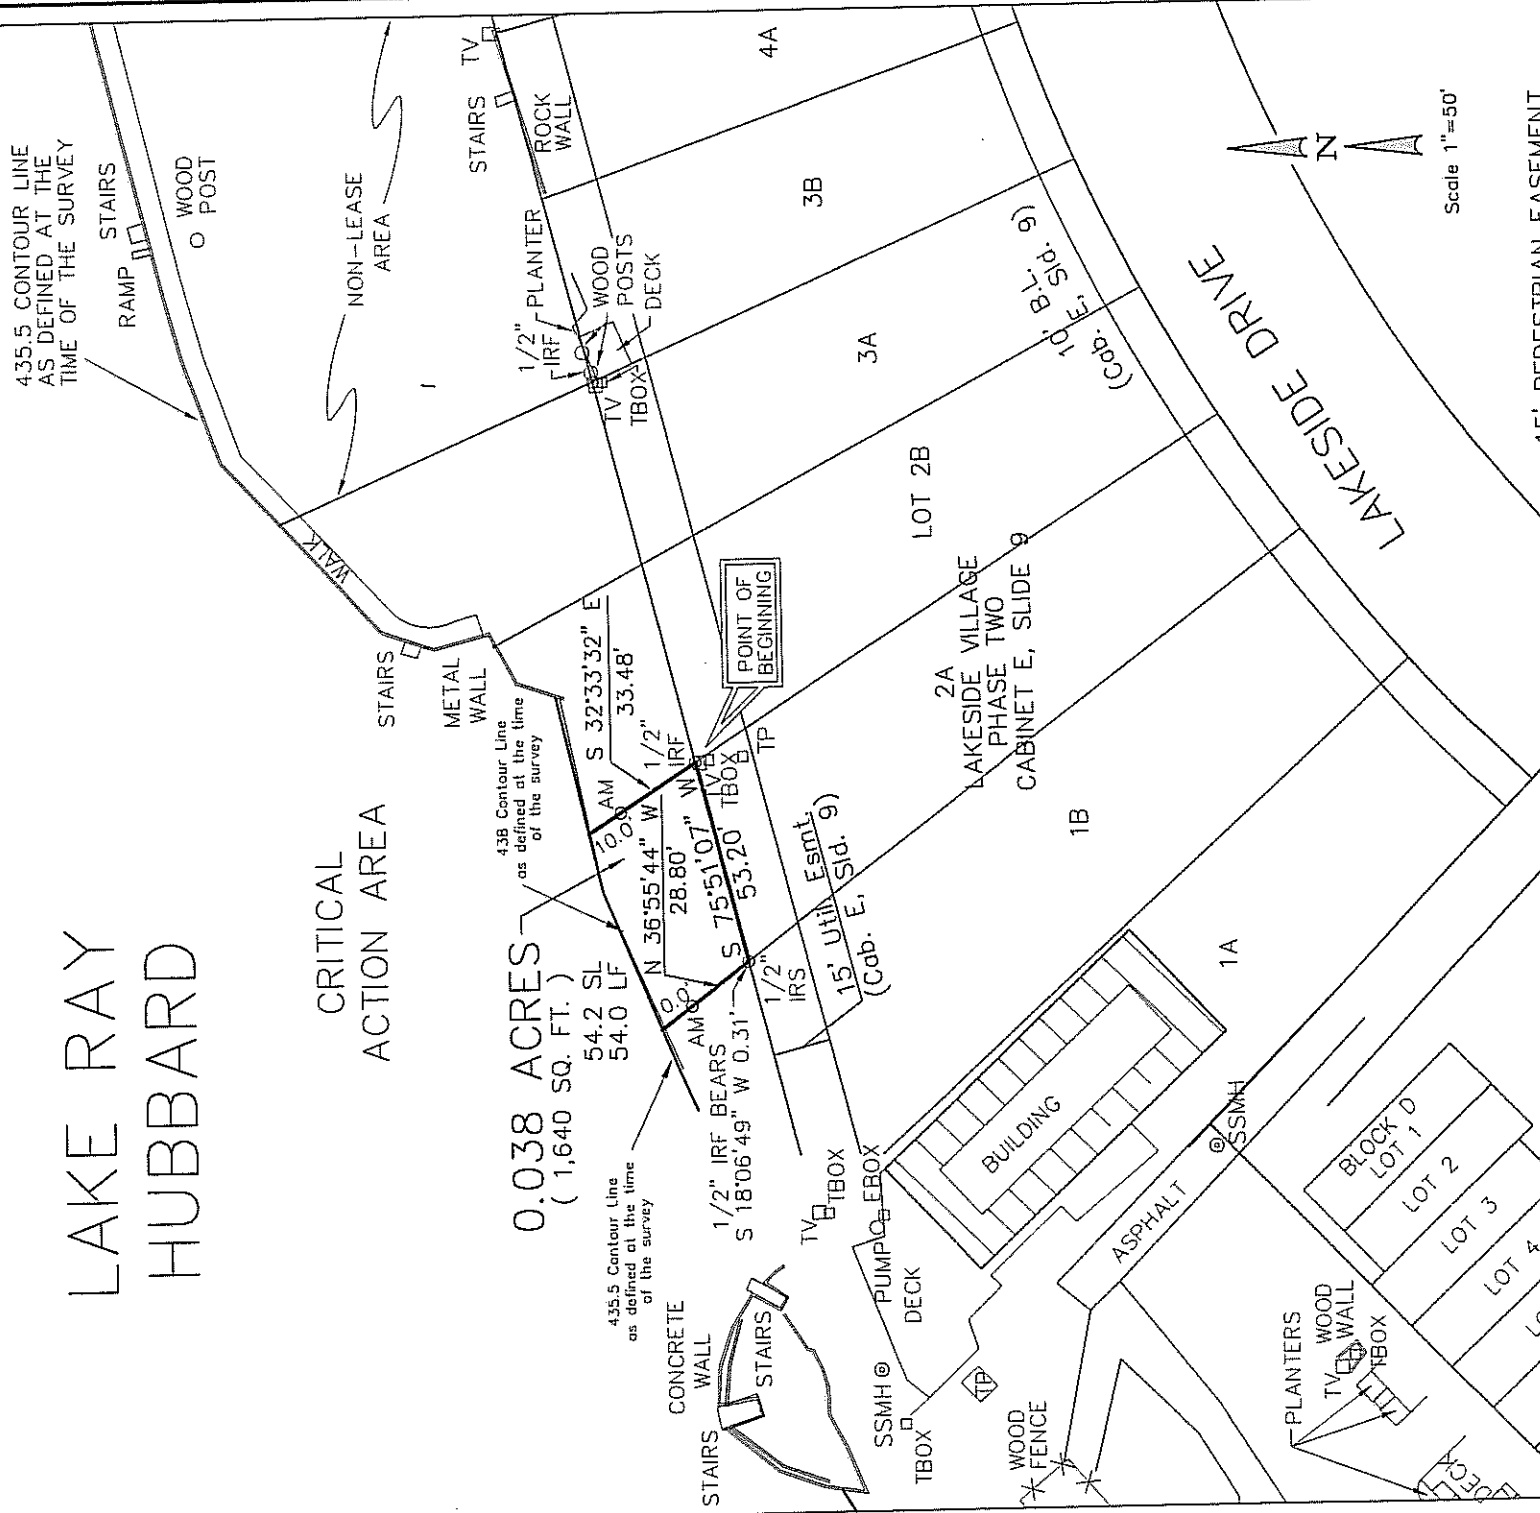 LAKE RAY
HUBBARD
CRITICAL
ACTION AREA
435.5 CONTOUR LINE
AS DEFINED AT THE
TIME OF THE SURVEY
RAMP
STAIRS
WOOD
POST
NON-LEASE
AREA
WALK
STAIRS
METAL
WALL
438 Contour Line
as defined at the time
of the survey
0.038 ACRES
( 1,640 SQ. FT. )
54.2 SL
54.0 LF
435.5 Contour Line
as defined at the time
of the survey
1/2" IRF BEARS
S 18°06'49" W 0.31'
N 36°55'44" W
28.80'
S 75°51'07" W
53.20'
S 32°33'32" E
33.48'
10.0'
AM
0.0'
AM
1/2"
IRF
1/2"
IRS
TV
TBOX
TP
POINT OF
BEGINNING
15' Util. Esmt.
(Cab. E, Sld. 9)
TV
STAIRS
ROCK
WALL
1/2"
IRF
PLANTER
WOOD
POSTS
DECK
TV
TBOX
4A
3B
3A
LOT 2B
2A
LAKESIDE VILLAGE
PHASE TWO
CABINET E, SLIDE 9
1B
1A
10' B.L.
(Cab. E, Sld. 9)
LAKESIDE DRIVE
N
Scale 1"=50'
15' PEDESTRIAN EASEMENT
CONCRETE
WALL
STAIRS
STAIRS
TV
TBOX
PUMP
EBOX
DECK
BUILDING
SSMH
TBOX
TP
WOOD
FENCE
ASPHALT
SSMH
BLOCK D
LOT 1
LOT 2
LOT 3
LOT 4
PLANTERS
TV
WOOD
WALL
TBOX
DECK